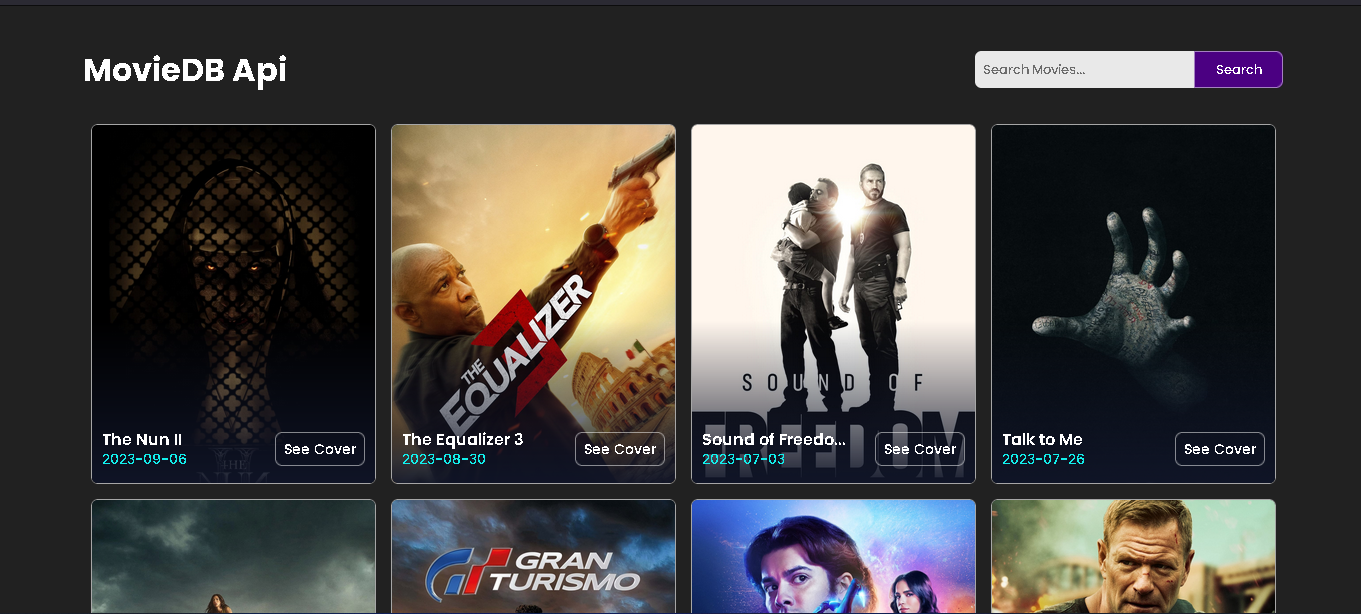 MovieDB Api
Search Movies...
Search
THE
EQUALIZER
3
SOUND OF
FREEDOM
The Nun II
2023-09-06
See Cover
THE
The Equalizer 3
2023-08-30
See Cover
Sound of Freedo...
2023-07-03
See Cover
Talk to Me
2023-07-26
See Cover
GRAN
TURISMO